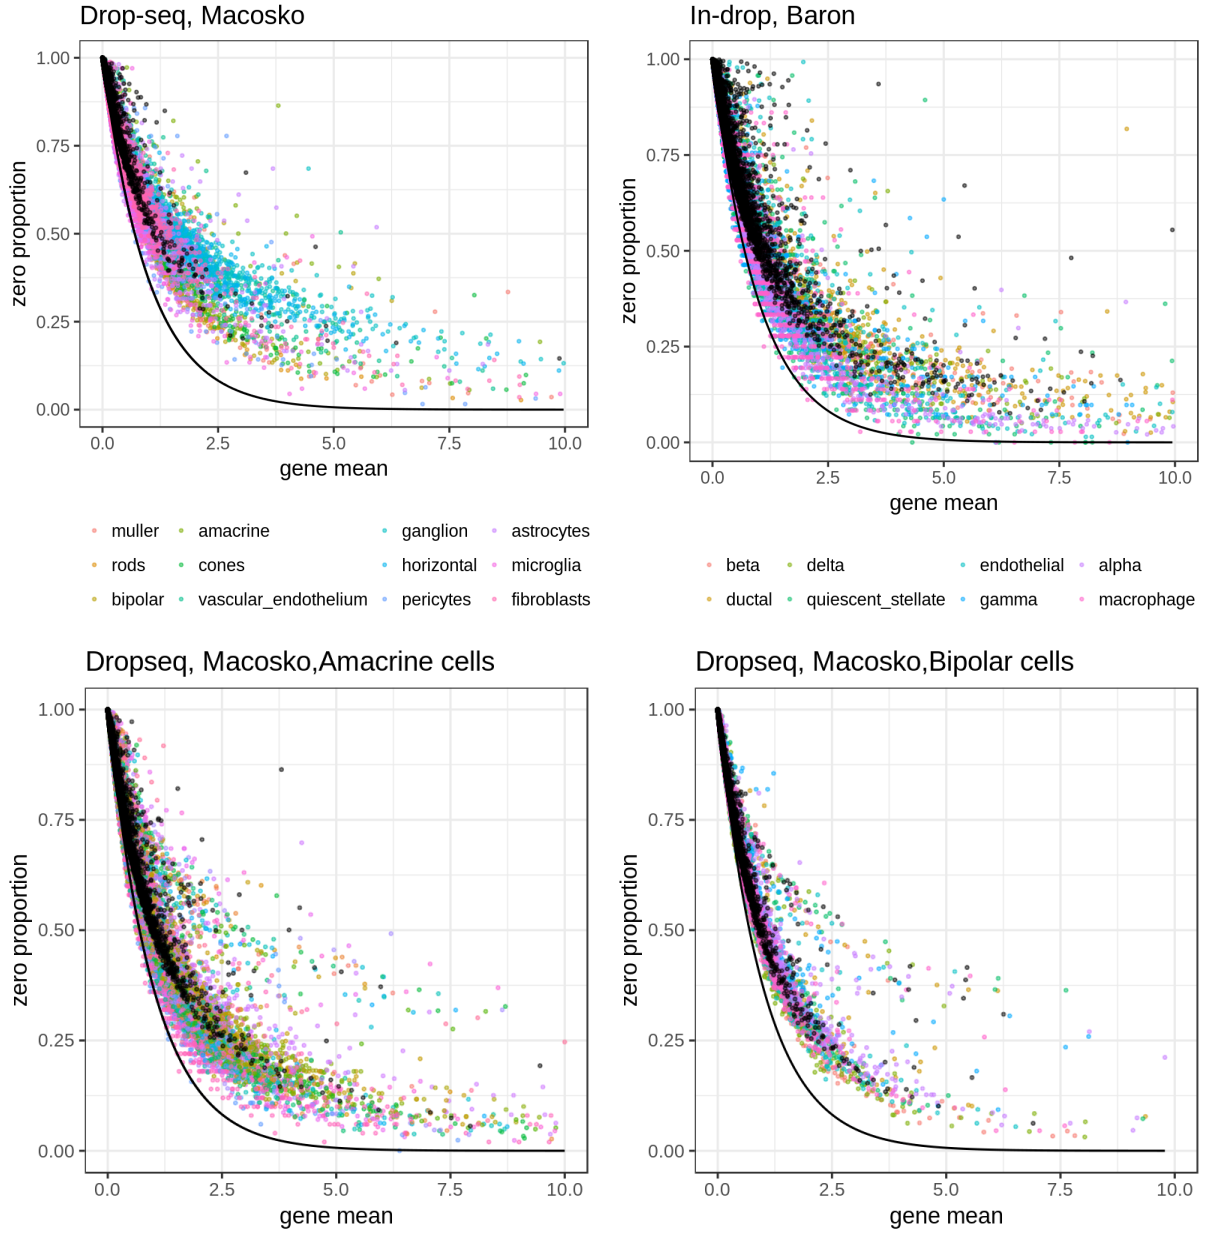 Drop-seq, Macosko
1.00
0.75
0.50
0.25
0.00
zero proportion
0.0 2.5 5.0 7.5 10.0
gene mean
muller amacrine ganglion astrocytes
rods cones horizontal microglia
bipolar vascular_endothelium pericytes fibroblasts
In-drop, Baron
1.00
0.75
0.50
0.25
0.00
zero proportion
0.0 2.5 5.0 7.5 10.0
gene mean
beta delta endothelial alpha
ductal quiescent_stellate gamma macrophage
Dropseq, Macosko,Amacrine cells
1.00
0.75
0.50
0.25
0.00
zero proportion
0.0 2.5 5.0 7.5 10.0
gene mean
Dropseq, Macosko,Bipolar cells
1.00
0.75
0.50
0.25
0.00
zero proportion
0.0 2.5 5.0 7.5 10.0
gene mean